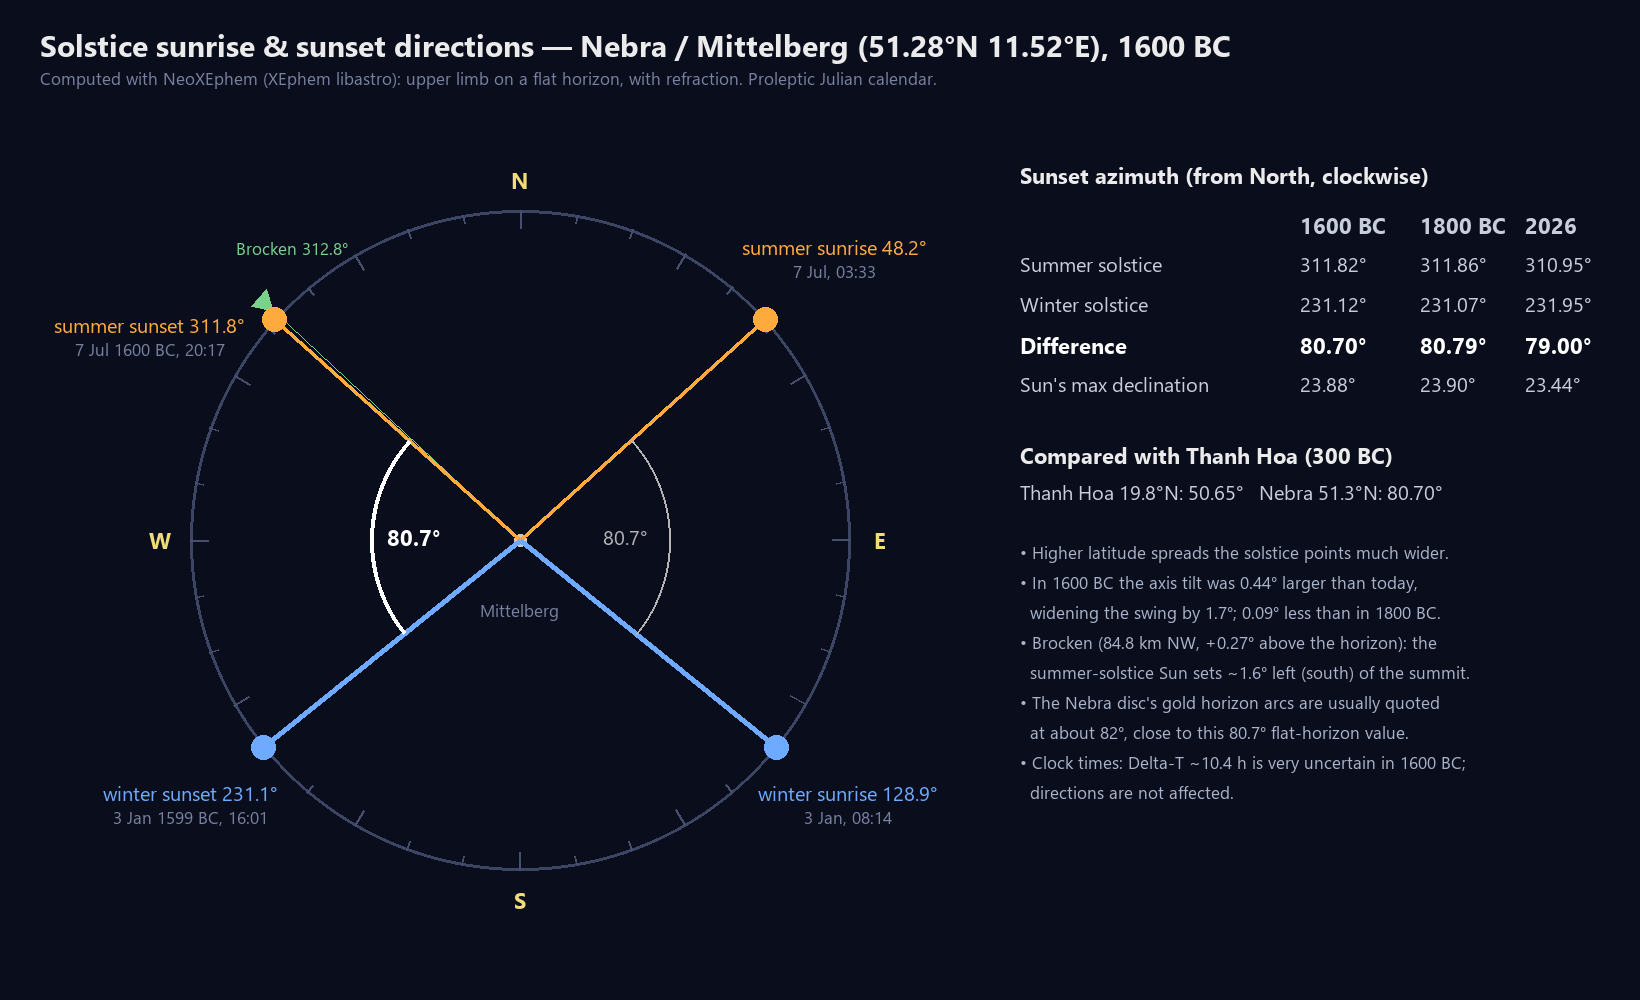 Solstice sunrise & sunset directions — Nebra / Mittelberg (51.28°N 11.52°E), 1600 BC
Computed with NeoXEphem (XEphem libastro): upper limb on a flat horizon, with refraction. Proleptic Julian calendar.
N
Brocken 312.8°
summer sunrise 48.2°
7 Jul, 03:33
summer sunset 311.8°
7 Jul 1600 BC, 20:17
W
80.7°
80.7°
E
Mittelberg
winter sunset 231.1°
3 Jan 1599 BC, 16:01
winter sunrise 128.9°
3 Jan, 08:14
S
Sunset azimuth (from North, clockwise)
1600 BC 1800 BC 2026
Summer solstice 311.82° 311.86° 310.95°
Winter solstice 231.12° 231.07° 231.95°
Difference 80.70° 80.79° 79.00°
Sun's max declination 23.88° 23.90° 23.44°
Compared with Thanh Hoa (300 BC)
Thanh Hoa 19.8°N: 50.65° Nebra 51.3°N: 80.70°
• Higher latitude spreads the solstice points much wider.
• In 1600 BC the axis tilt was 0.44° larger than today,
widening the swing by 1.7°; 0.09° less than in 1800 BC.
• Brocken (84.8 km NW, +0.27° above the horizon): the
summer-solstice Sun sets ~1.6° left (south) of the summit.
• The Nebra disc's gold horizon arcs are usually quoted
at about 82°, close to this 80.7° flat-horizon value.
• Clock times: Delta-T ~10.4 h is very uncertain in 1600 BC;
directions are not affected.